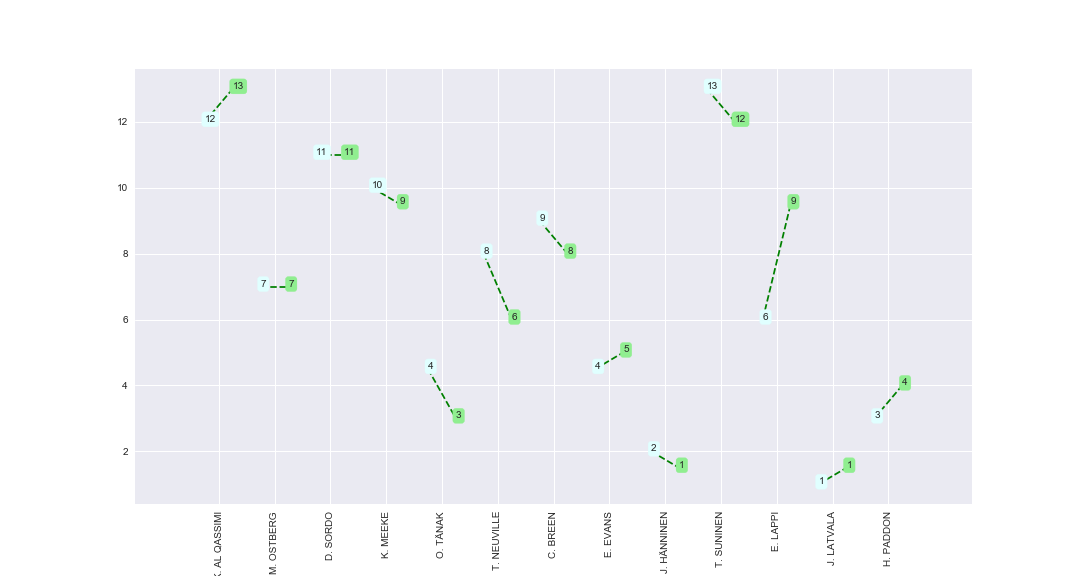 13 13
12 12 12
11 11
10 10
9 9
9
8 8 8
7 7
6 6 6
5
4 4
4 4
3 3
2 2
1 1
1
K. AL QASSIMI
M. OSTBERG
D. SORDO
K. MEEKE
O. TÄNAK
T. NEUVILLE
C. BREEN
E. EVANS
J. HÄNNINEN
T. SUNINEN
E. LAPPI
J. LATVALA
H. PADDON